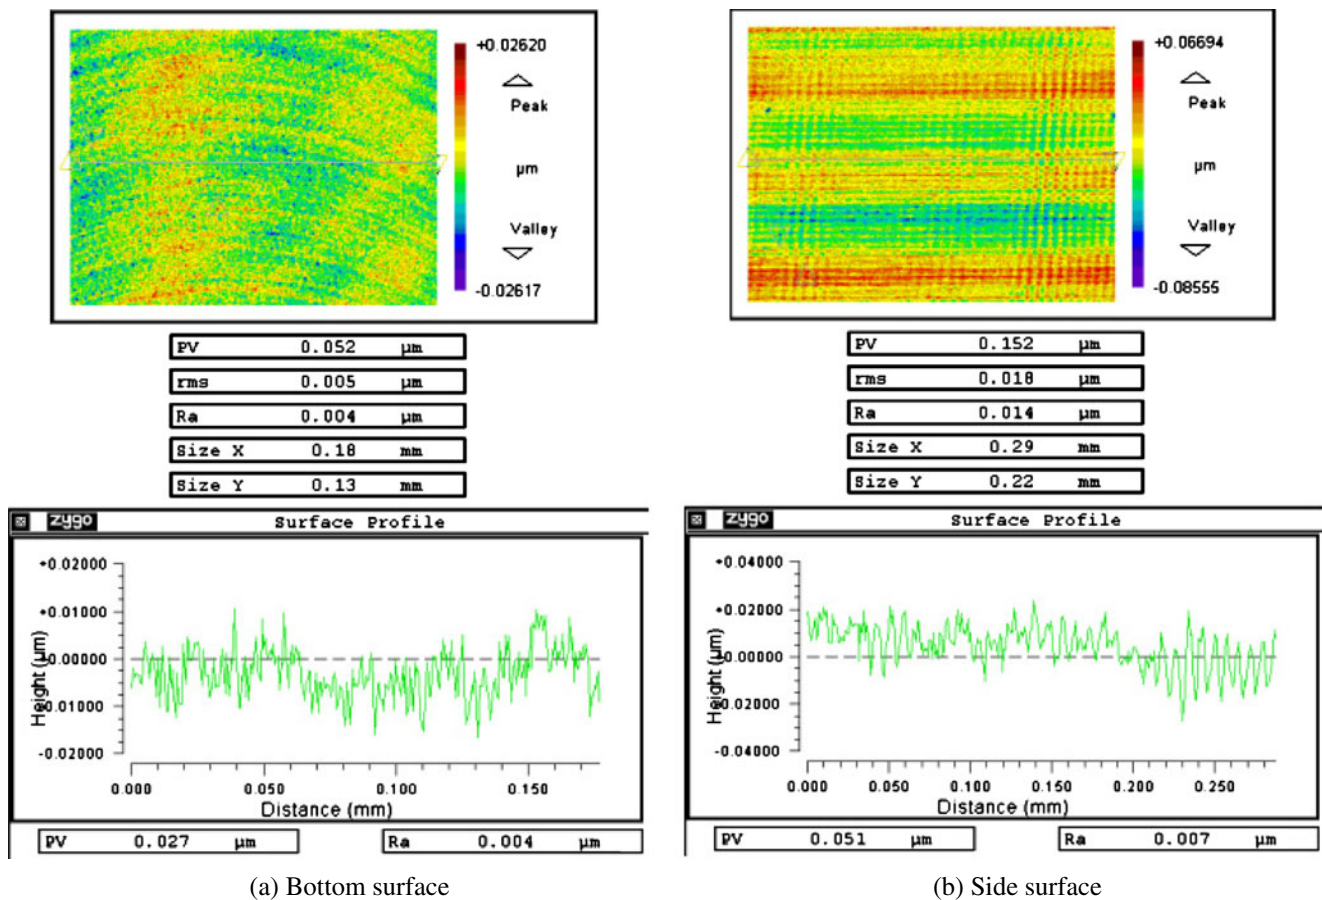 +0.02620
Peak
µm
Valley
-0.02617
PV 0.052 µm
rms 0.005 µm
Ra 0.004 µm
Size X 0.18 mm
Size Y 0.13 mm
zygo Surface Profile
+0.02000
+0.01000
+0.00000
-0.01000
-0.02000
Height (µm)
0.000 0.050 0.100 0.150
Distance (mm)
PV 0.027 µm Ra 0.004 µm
(a) Bottom surface
+0.06694
Peak
µm
Valley
-0.08555
PV 0.152 µm
rms 0.018 µm
Ra 0.014 µm
Size X 0.29 mm
Size Y 0.22 mm
zygo Surface Profile
+0.04000
+0.02000
+0.00000
-0.02000
-0.04000
Height (µm)
0.000 0.050 0.100 0.150 0.200 0.250
Distance (mm)
PV 0.051 µm Ra 0.007 µm
(b) Side surface